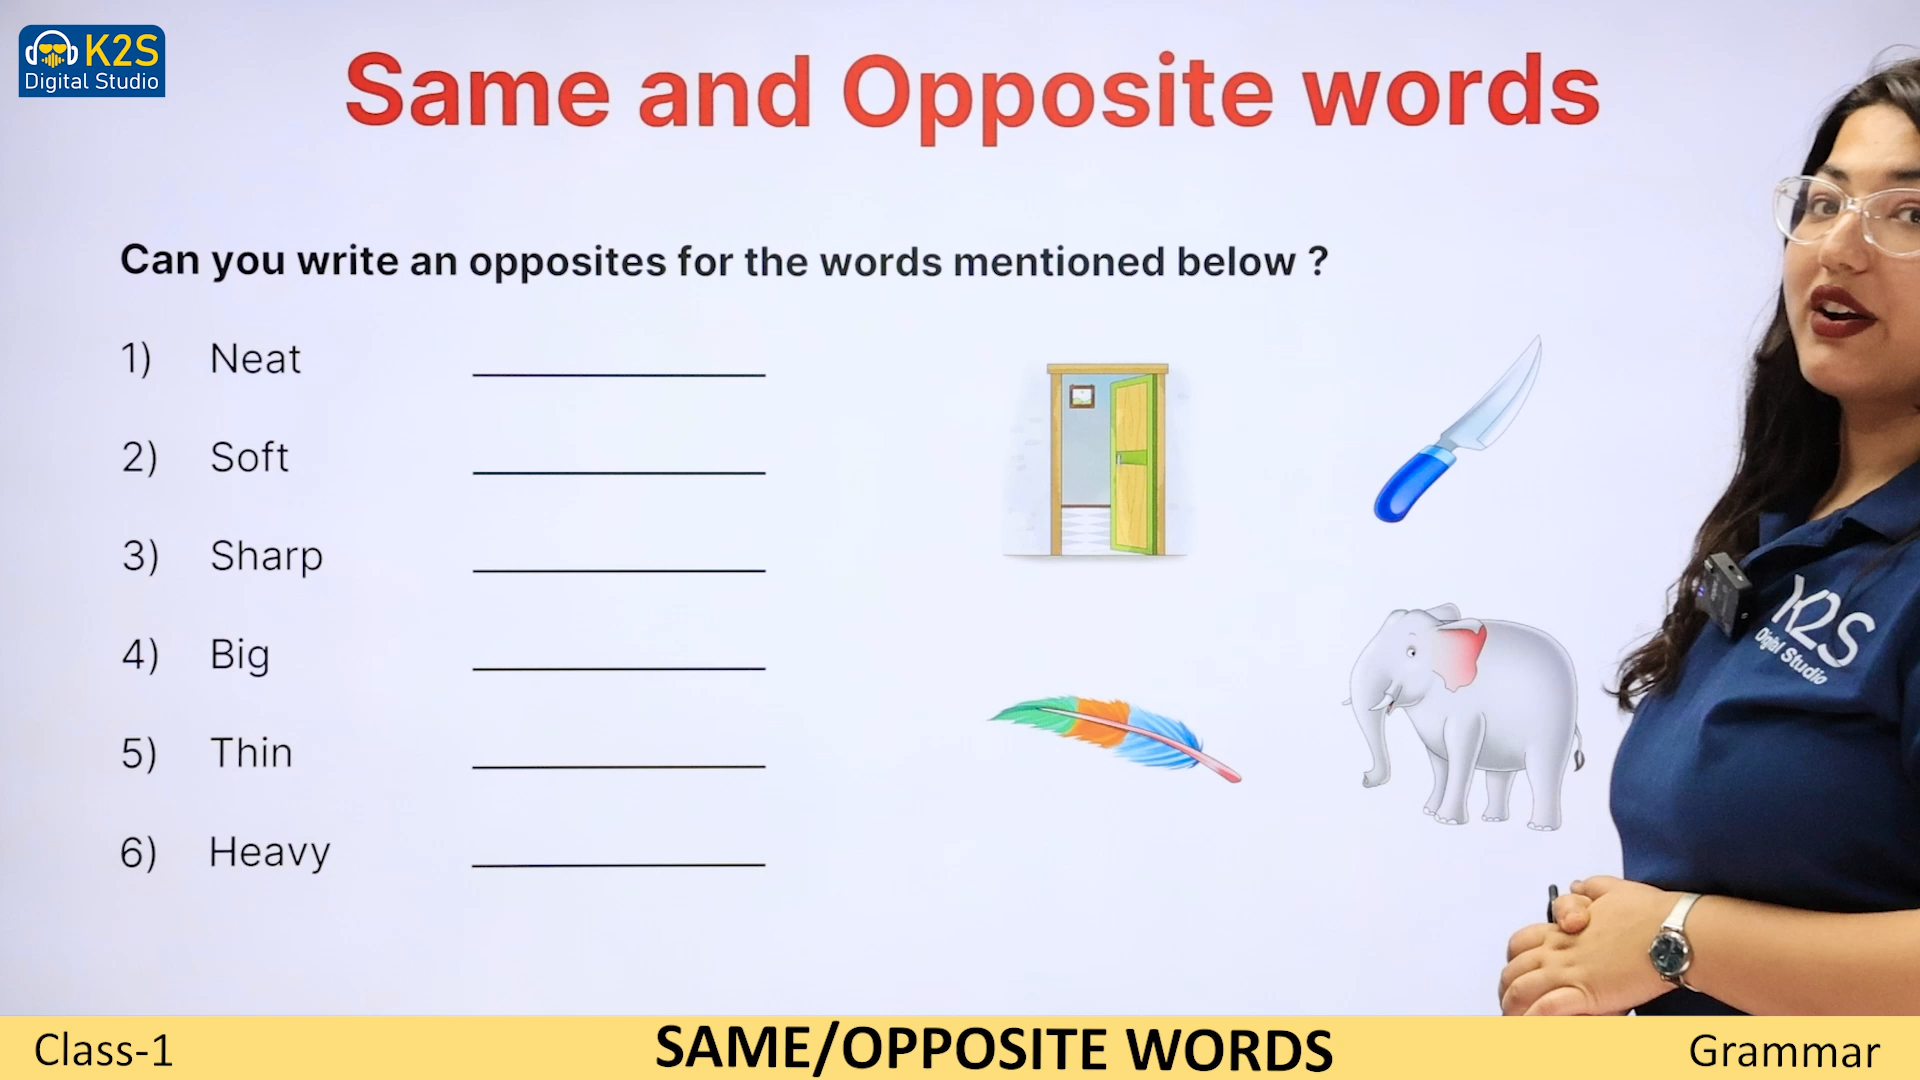 K2S
Digital Studio
Same and Opposite words
Can you write an opposites for the words mentioned below ?
1) Neat
2) Soft
3) Sharp
4) Big
5) Thin
6) Heavy
K2S
Digital Studio
Class-1
SAME/OPPOSITE WORDS
Grammar